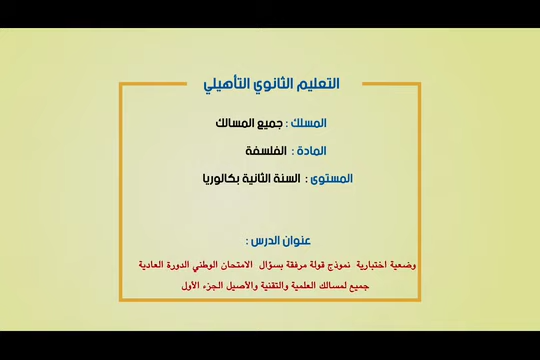 التعليم الثانوي التأهيلي
المسلك : جميع المسالك
المادة : الفلسفة
المستوى : السنة الثانية بكالوريا
عنوان الدرس :
وضعية اختبارية نموذج قولة مرفقة بسؤال الامتحان الوطني الدورة العادية
جميع لمسالك العلمية والتقنية والأصيل الجزء الأول